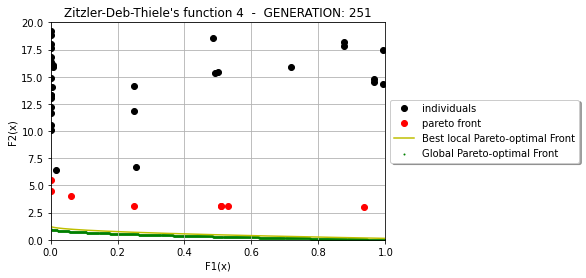 Zitzler-Deb-Thiele's function 4 - GENERATION: 251
F2(x)
20.0
17.5
15.0
12.5
10.0
7.5
5.0
2.5
0.0
0.0 0.2 0.4 0.6 0.8 1.0
F1(x)
individuals
pareto front
Best local Pareto-optimal Front
Global Pareto-optimal Front